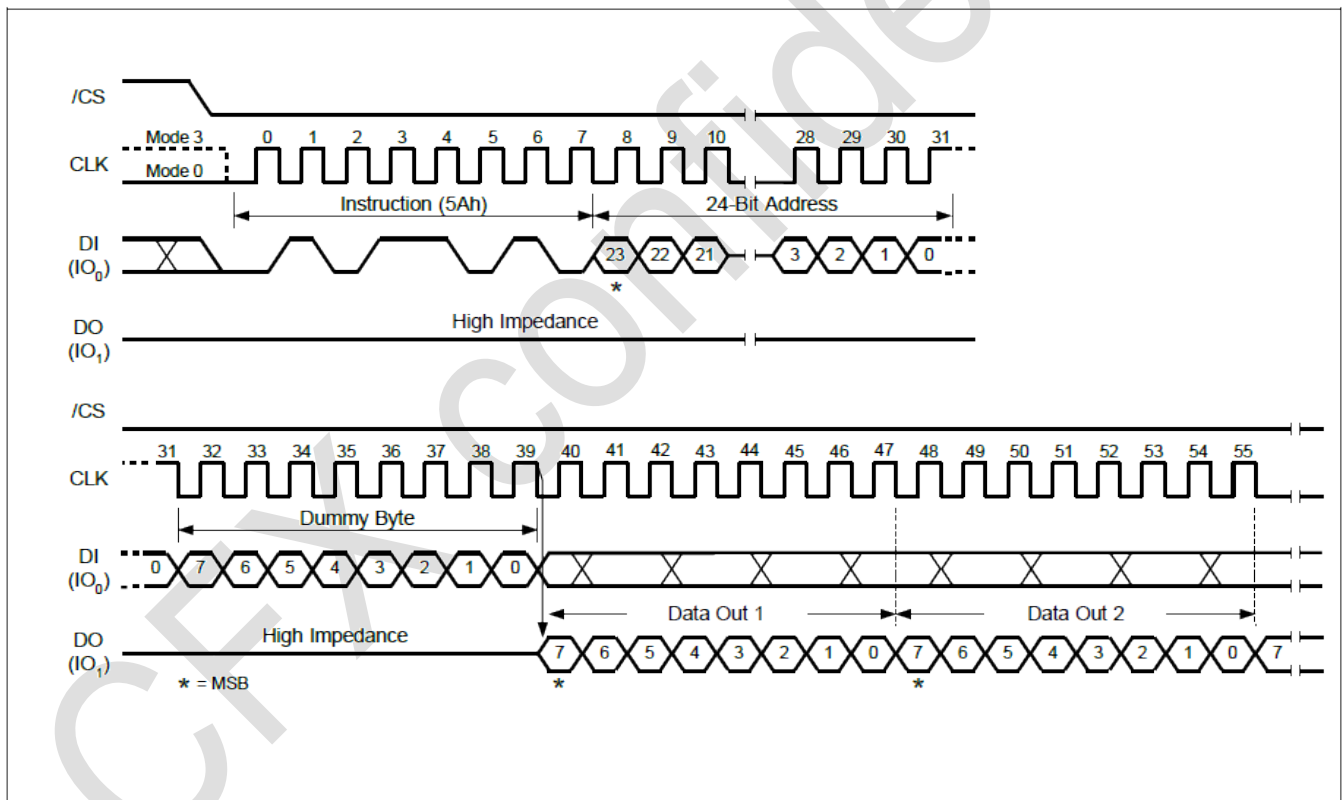 /CS
Mode 3 0 1 2 3 4 5 6 7 8 9 10 28 29 30 31
CLK
Mode 0
Instruction (5Ah) 24-Bit Address
DI
(IO0) 23 22 21 3 2 1 0
*
High Impedance
DO
(IO1)
/CS
31 32 33 34 35 36 37 38 39 40 41 42 43 44 45 46 47 48 49 50 51 52 53 54 55
CLK
Dummy Byte
DI
(IO0) 0 7 6 5 4 3 2 1 0
Data Out 1 Data Out 2
DO High Impedance
(IO1) 7 6 5 4 3 2 1 0 7 6 5 4 3 2 1 0 7
* = MSB * *
CFX confide